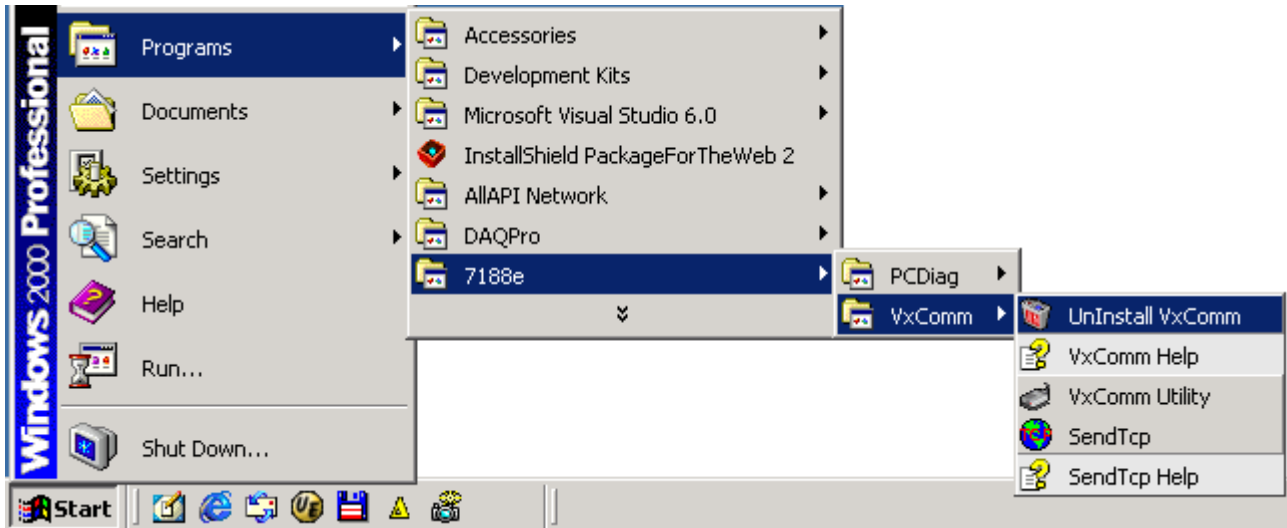 Windows 2000 Professional
Programs
Documents
Settings
Search
Help
Run...
Shut Down...
Accessories
Development Kits
Microsoft Visual Studio 6.0
InstallShield PackageForTheWeb 2
AllAPI Network
DAQPro
7188e
PCDiag
VxComm
UnInstall VxComm
VxComm Help
VxComm Utility
SendTcp
SendTcp Help
Start